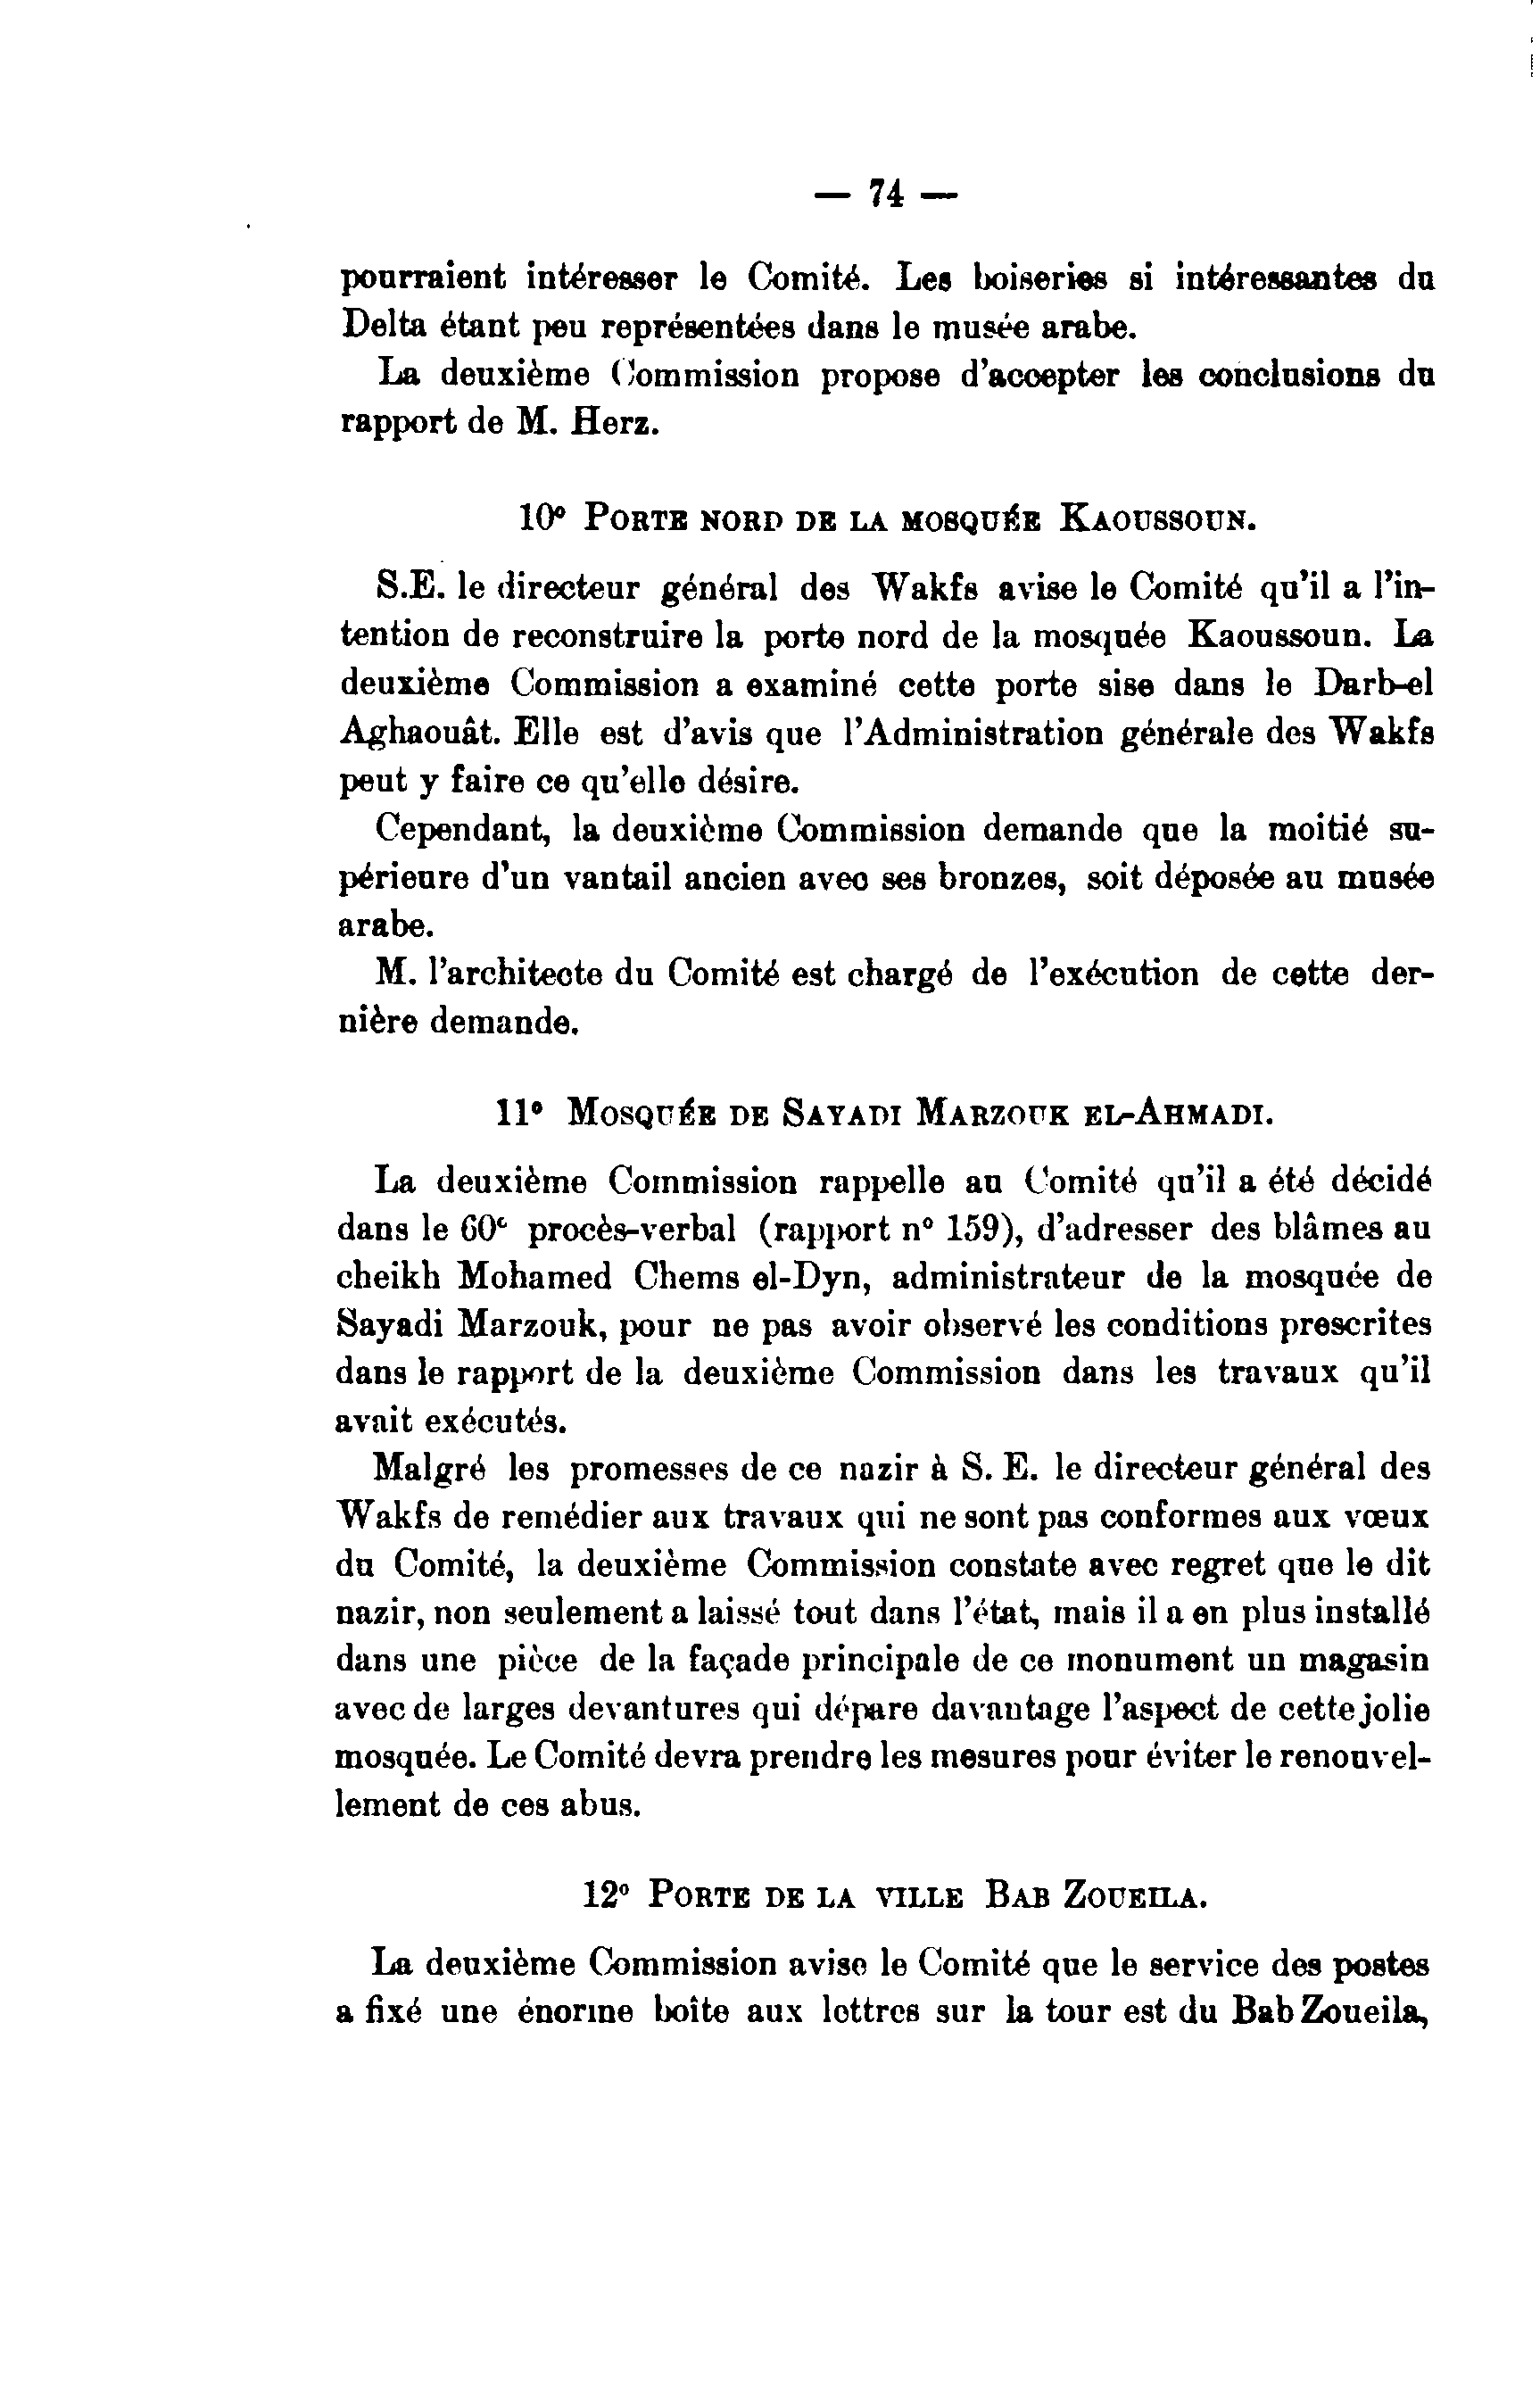 — 74 —
pourraient intéresser le Comité. Les boiseries si intéressantes du
Delta étant peu représentées dans le musée arabe.
La deuxième Commission propose d'accepter les conclusions du
rapport de M. Herz.
10° PORTE NORD DE LA MOSQUÉE KAOUSSOUN.
S.E. le directeur général des Wakfs avise le Comité qu'il a l'in-
tention de reconstruire la porte nord de la mosquée Kaoussoun. La
deuxième Commission a examiné cette porte sise dans le Darb-el
Aghaouât. Elle est d'avis que l'Administration générale des Wakfs
peut y faire ce qu'elle désire.
Cependant, la deuxième Commission demande que la moitié su-
périeure d'un vantail ancien avec ses bronzes, soit déposée au musée
arabe.
M. l'architecte du Comité est chargé de l'exécution de cette der-
nière demande.
11° MOSQUÉE DE SAYADI MARZOUK EL-AHMADI.
La deuxième Commission rappelle au Comité qu'il a été décidé
dans le 60e procès-verbal (rapport n° 159), d'adresser des blâmes au
cheikh Mohamed Chems el-Dyn, administrateur de la mosquée de
Sayadi Marzouk, pour ne pas avoir observé les conditions prescrites
dans le rapport de la deuxième Commission dans les travaux qu'il
avait exécutés.
Malgré les promesses de ce nazir à S. E. le directeur général des
Wakfs de remédier aux travaux qui ne sont pas conformes aux vœux
du Comité, la deuxième Commission constate avec regret que le dit
nazir, non seulement a laissé tout dans l'état, mais il a en plus installé
dans une pièce de la façade principale de ce monument un magasin
avec de larges devantures qui dépare davantage l'aspect de cette jolie
mosquée. Le Comité devra prendre les mesures pour éviter le renouvel-
lement de ces abus.
12° PORTE DE LA VILLE BAB ZOUEILA.
La deuxième Commission avise le Comité que le service des postes
a fixé une énorme boîte aux lettres sur la tour est du Bab Zoueila,